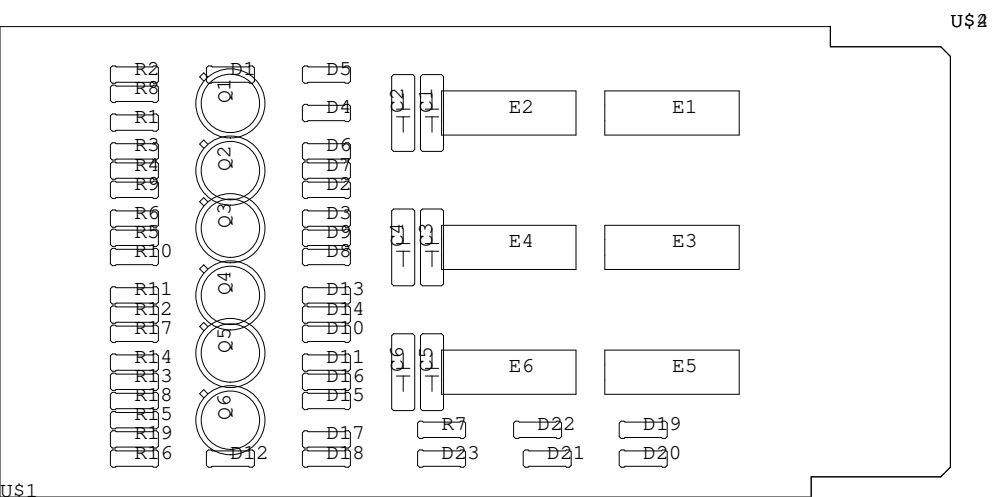 U$
R2 D1 D5
R8 Q1 C2 C1 E2 E1
R1 D4
R3 D6
R4 Q2 D7
R9 D2
R6 Q3 D3
R5 D9 C4 C3 E4 E3
R10 D8
R11 Q4 D13
R12 D14
R17 Q5 D10
R14 D11 C6 C5 E6 E5
R13 D16
R18 Q6 D15
R15 R7 D22 D19
R19 D17
R16 D12 D18 D23 D21 D20
U$1